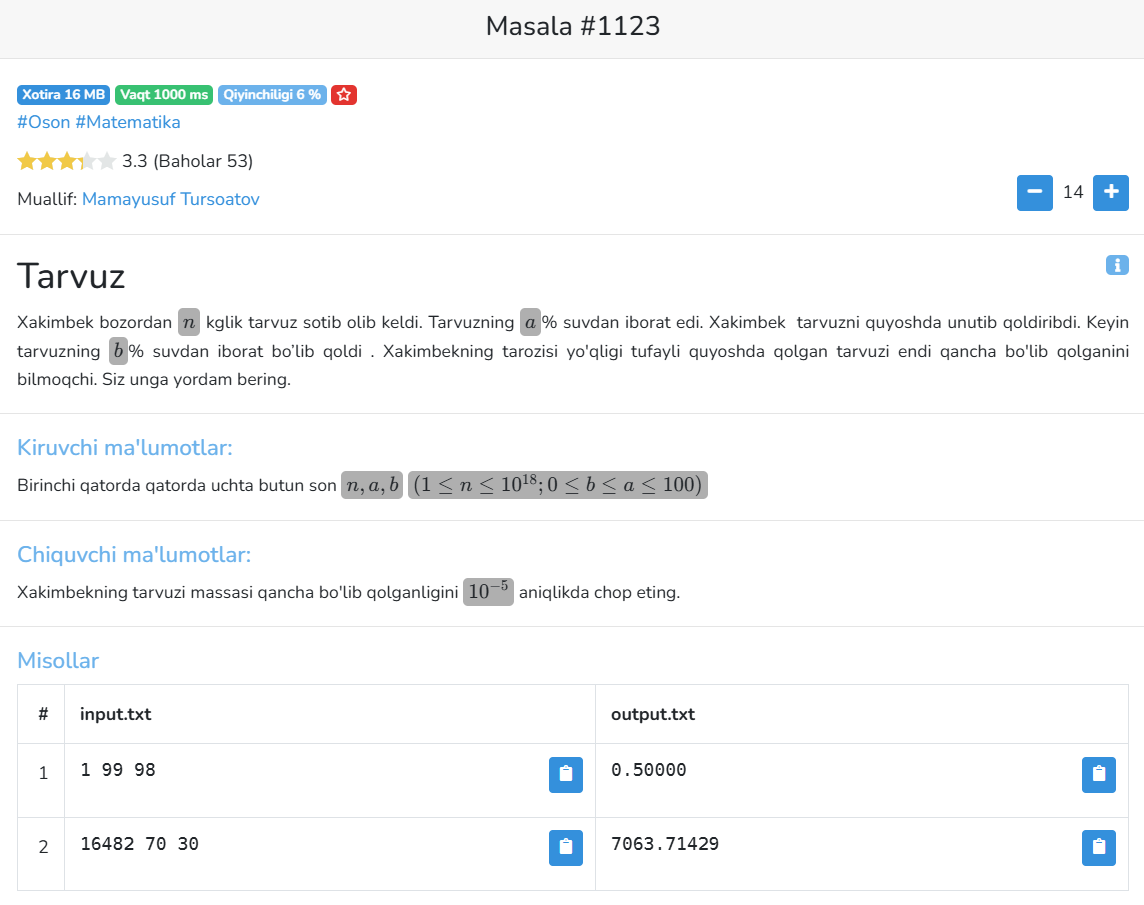 Masala #1123
Xotira 16 MB Vaqt 1000 ms Qiyinchiligi 6 %
#Oson #Matematika
3.3 (Baholar 53)
Muallif: Mamayusuf Tursoatov
14
Tarvuz
Xakimbek bozordan n kglik tarvuz sotib olib keldi. Tarvuzning a% suvdan iborat edi. Xakimbek tarvuzni quyoshda unutib qoldiribdi. Keyin
tarvuzning b% suvdan iborat bo’lib qoldi . Xakimbekning tarozisi yo'qligi tufayli quyoshda qolgan tarvuzi endi qancha bo'lib qolganini
bilmoqchi. Siz unga yordam bering.
Kiruvchi ma'lumotlar:
Birinchi qatorda qatorda uchta butun son n, a, b (1 ≤ n ≤ 10¹⁸; 0 ≤ b ≤ a ≤ 100)
Chiquvchi ma'lumotlar:
Xakimbekning tarvuzi massasi qancha bo'lib qolganligini 10⁻⁵ aniqlikda chop eting.
Misollar
# input.txt output.txt
1 1 99 98 0.50000
2 16482 70 30 7063.71429